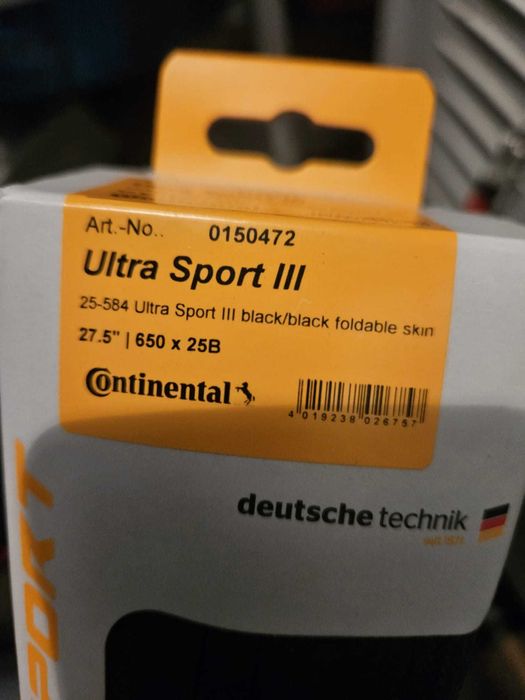 Art.-No.. 0150472
Ultra Sport III
25-584 Ultra Sport III black/black foldable skin
27.5" | 650 x 25B
Continental
4 019238 026757
deutsche technik
PORT